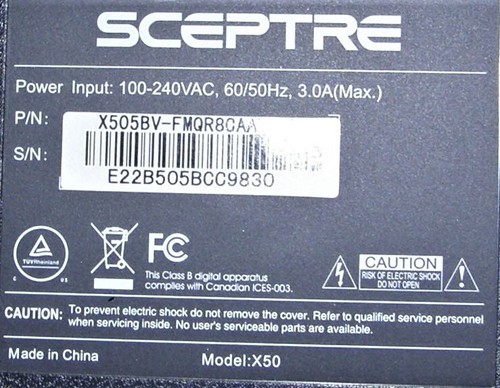 SCEPTRE
Power Input: 100-240VAC, 60/50Hz, 3.0A(Max.)
P/N: X505BV-FMQR8CAA
S/N:
E22B505BCC9830
TÜVRheinland
C US
FC
This Class B digital apparatus
complies with Canadian ICES-003.
CAUTION
RISK OF ELECTRIC SHOCK
DO NOT OPEN
CAUTION: To prevent electric shock do not remove the cover. Refer to qualified service personnel
when servicing inside. No user's serviceable parts are available.
Made in China Model:X50